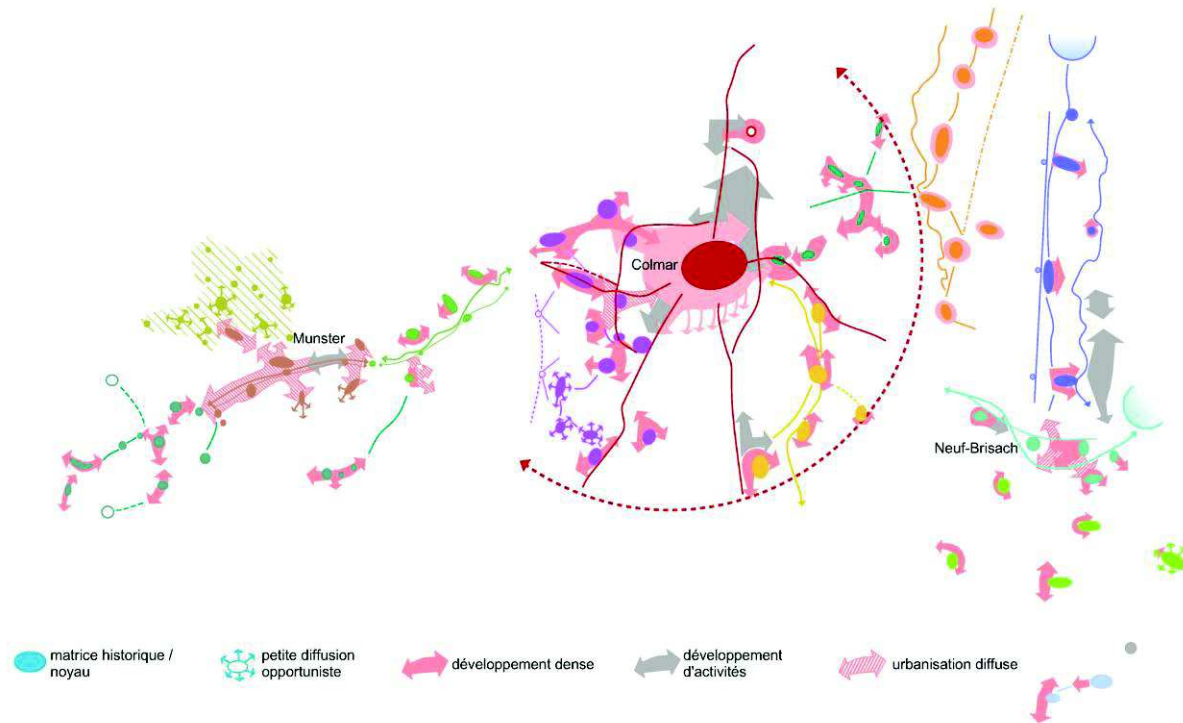 Colmar
Munster
Neuf-Brisach
matrice historique /
noyau
petite diffusion
opportuniste
développement dense
développement
d'activités
urbanisation diffuse